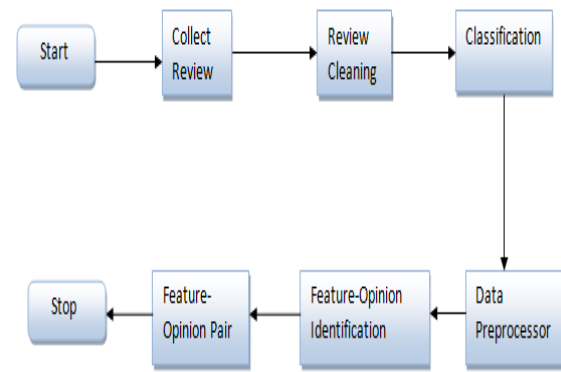 Start
Collect
Review
Review
Cleaning
Classification
Data
Preprocessor
Feature-Opinion
Identification
Feature-
Opinion Pair
Stop